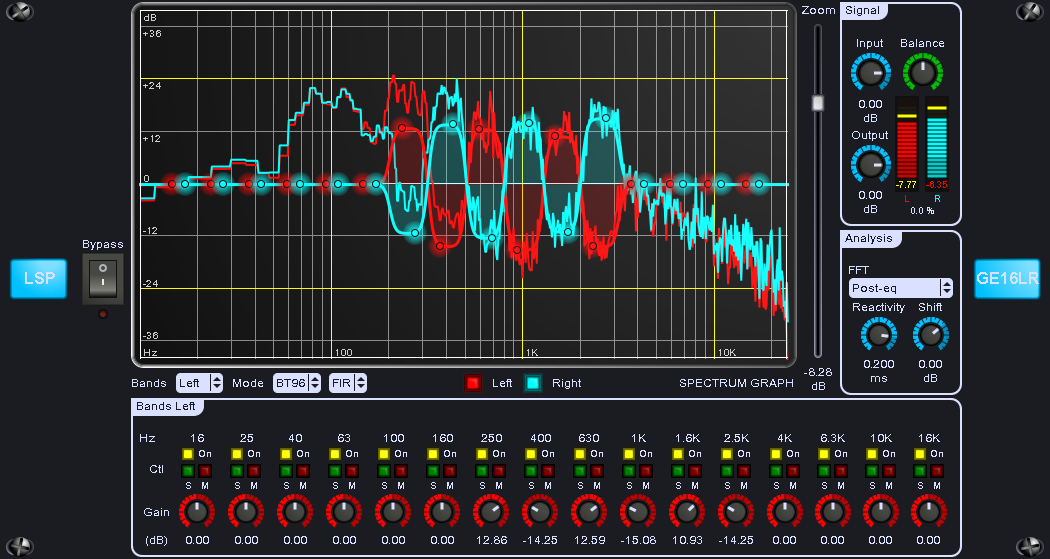 Zoom
Signal
dB
+36
+24
+12
0
-12
-24
-36
Hz
100
1K
10K
Input
Balance
0.00
dB
Output
0.00
dB
-7.77
-6.35
L
R
0.0 %
Bypass
LSP
GE16LR
Analysis
FFT
Post-eq
Reactivity
Shift
0.200
ms
0.00
dB
-8.28
dB
Bands Left Mode BT96 FIR Left Right SPECTRUM GRAPH
Bands Left
Hz 16 25 40 63 100 160 250 400 630 1K 1.6K 2.5K 4K 6.3K 10K 16K
On On On On On On On On On On On On On On On On
Ctl
S M S M S M S M S M S M S M S M S M S M S M S M S M S M S M S M
Gain
(dB) 0.00 0.00 0.00 0.00 0.00 0.00 12.86 -14.25 12.59 -15.08 10.93 -14.25 0.00 0.00 0.00 0.00